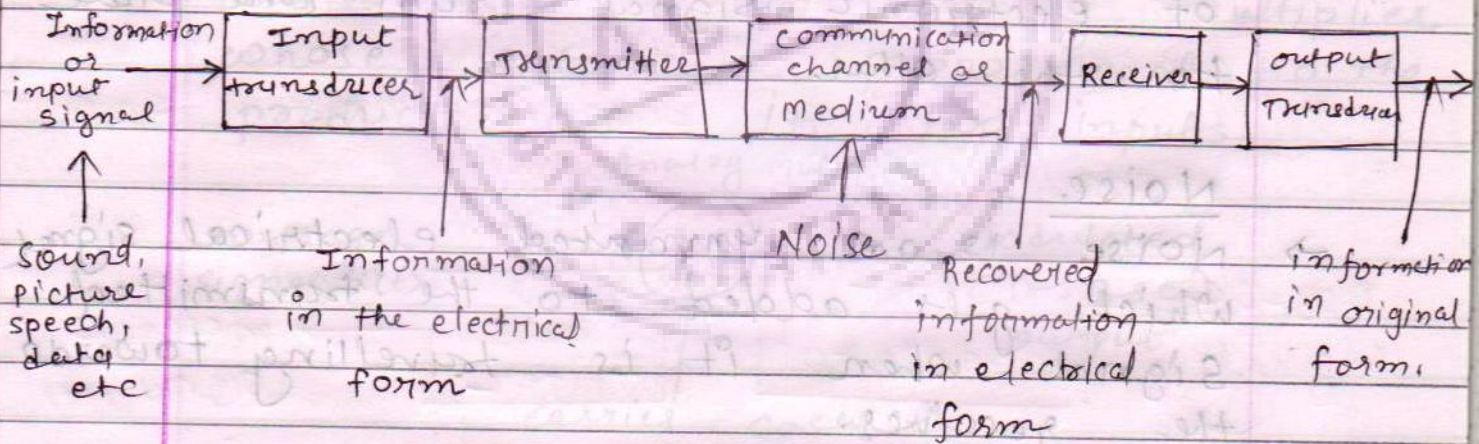 Information
or
input
signal
Input
transducer
Transmitter
communication
channel or
Medium
Receiver
output
Transducer
Sound,
picture
speech,
data
etc
Information
in the electrical
form
Noise
Recovered
information
in electrical
form
information
in original
form.